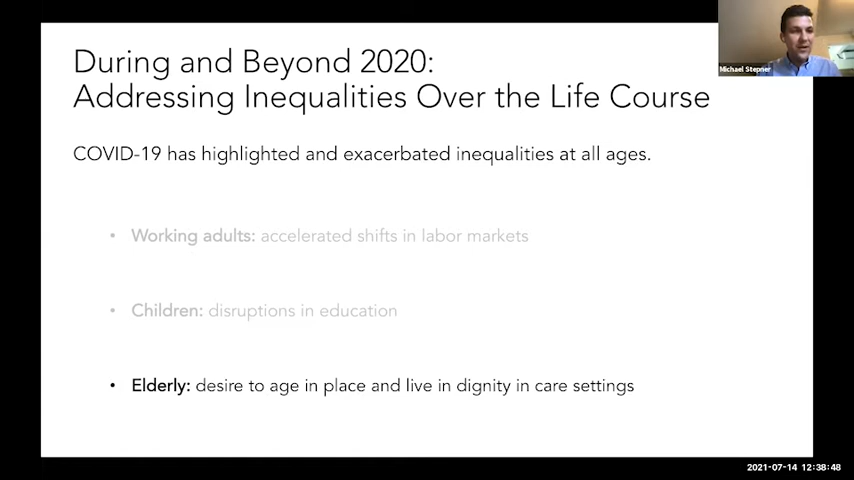 During and Beyond 2020:
Addressing Inequalities Over the Life Course
COVID-19 has highlighted and exacerbated inequalities at all ages.
• Working adults: accelerated shifts in labor markets
• Children: disruptions in education
• Elderly: desire to age in place and live in dignity in care settings
Michael Stepner
2021-07-14 12:38:48